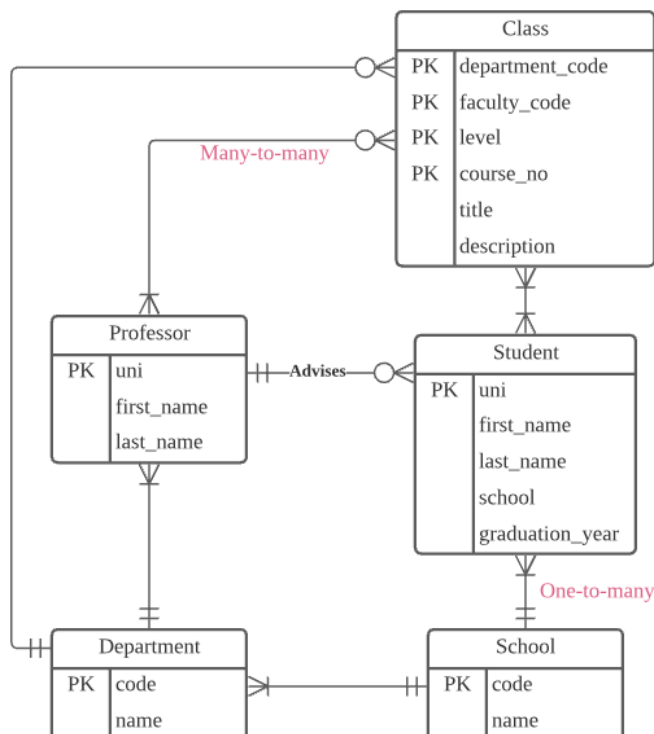 Class
PK department_code
PK faculty_code
PK level
PK course_no
title
description
Many-to-many
Professor
PK uni
first_name
last_name
Advises
Student
PK uni
first_name
last_name
school
graduation_year
One-to-many
Department
PK code
name
School
PK code
name